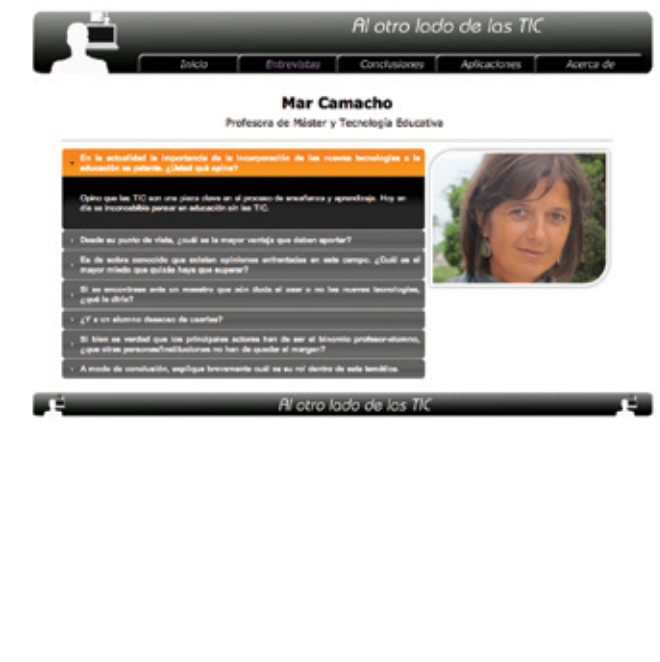 Al otro lado de las TIC
Inicio
Entrevistas
Conclusiones
Aplicaciones
Acerca de
Mar Camacho
Profesora de Máster y Tecnología Educativa
En la actualidad la importancia de la incorporación de las nuevas tecnologías a la
educación es patente. ¿Usted qué opina?
Opino que las TIC son una pieza clave en el proceso de enseñanza y aprendizaje. Hoy en
día es inconcebible pensar en educación sin las TIC.
Desde su punto de vista, ¿cuál es la mayor ventaja que deben aportar?
Es de sobra conocido que existen opiniones enfrentadas en este campo. ¿Cuál es el
mayor miedo que quizás haya que superar?
Si se encontrase ante un maestro que aún duda el usar o no las nuevas tecnologías,
¿qué le diría?
¿Y a un alumno deseoso de usarlas?
Si bien es verdad que los principales actores han de ser el binomio profesor-alumno,
¿que otras personas/instituciones no han de quedar al margen?
A modo de conclusión, explique brevemente cuál es su rol dentro de esta temática.
Al otro lado de las TIC